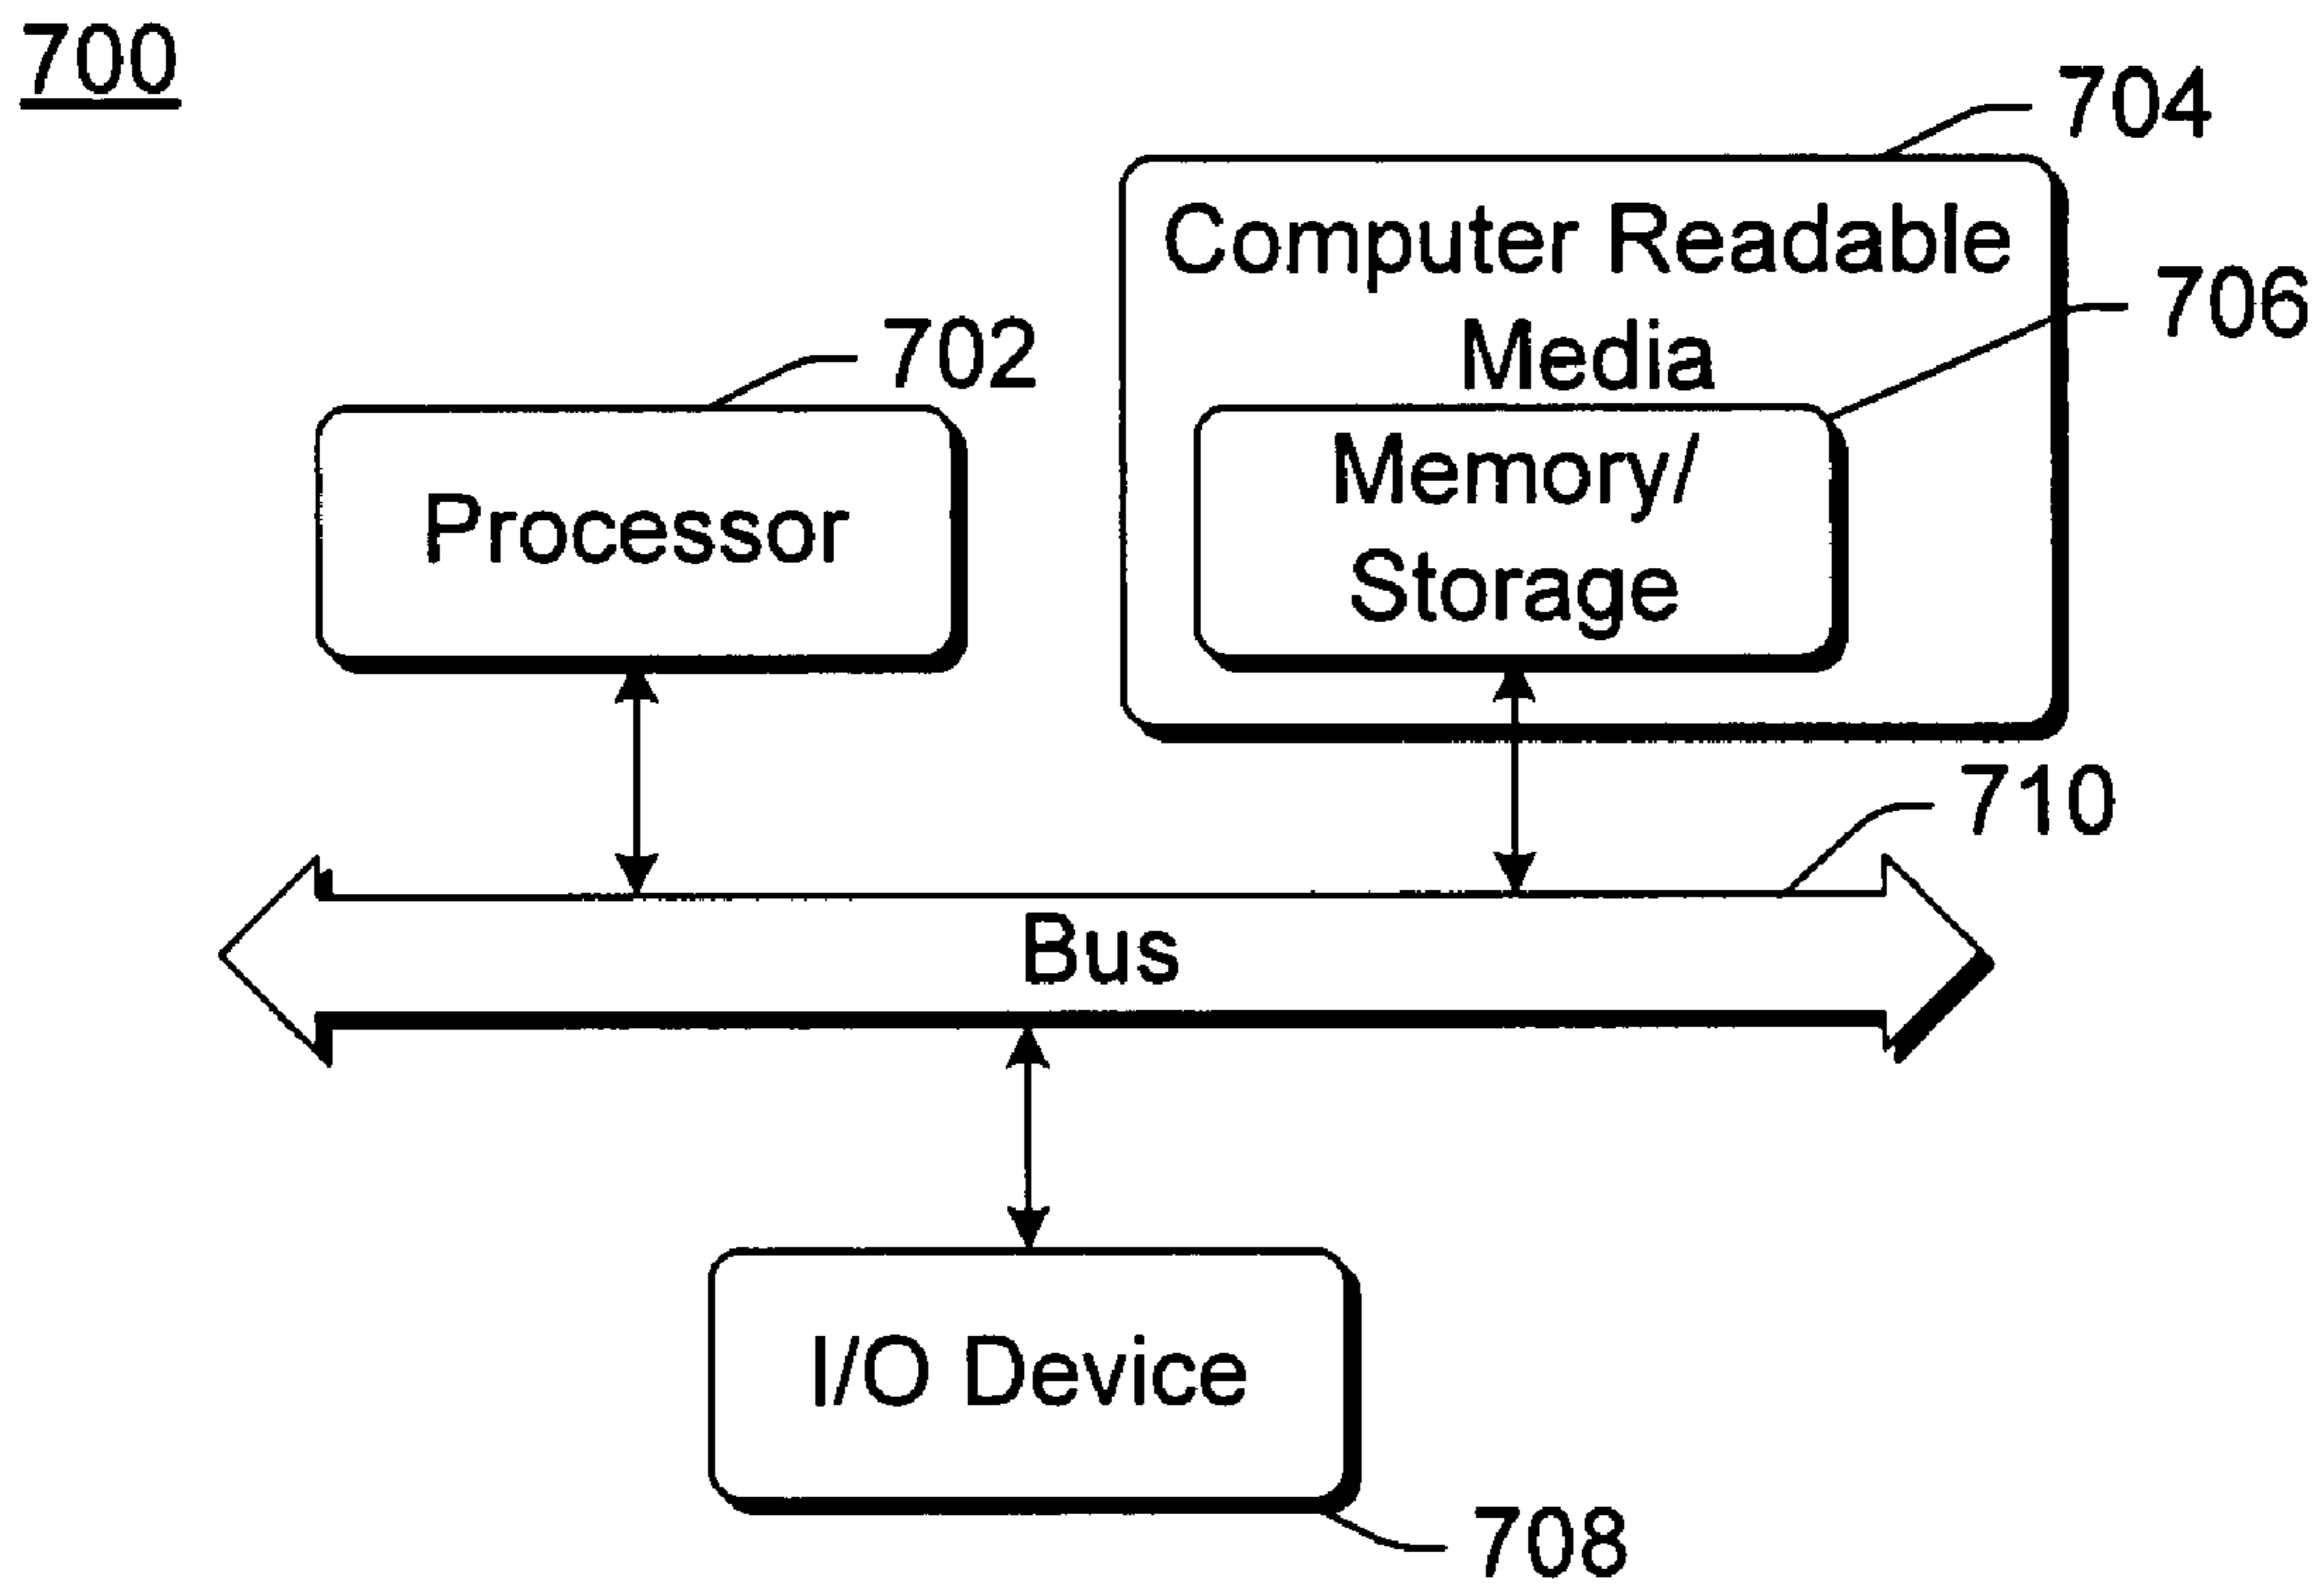 700
704
Computer Readable
Media
706
702
Processor
Memory/
Storage
710
Bus
I/O Device
708